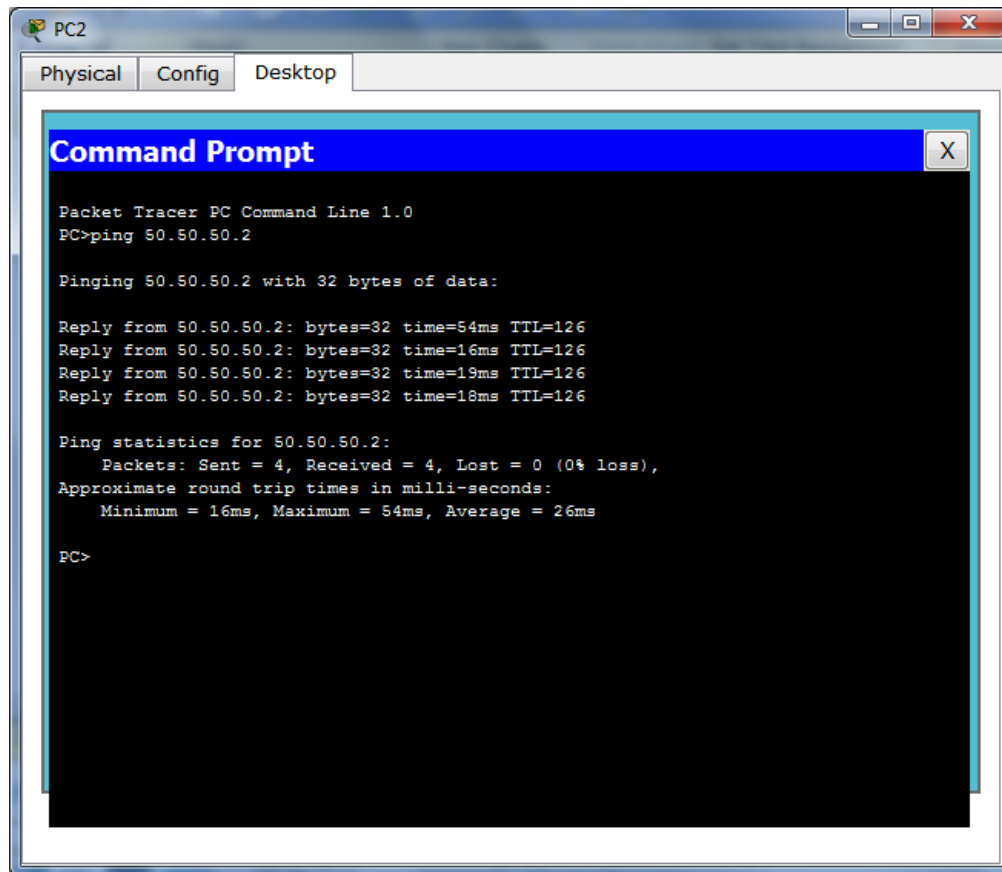 PC2
Physical Config Desktop
Command Prompt X
Packet Tracer PC Command Line 1.0
PC>ping 50.50.50.2
Pinging 50.50.50.2 with 32 bytes of data:
Reply from 50.50.50.2: bytes=32 time=54ms TTL=126
Reply from 50.50.50.2: bytes=32 time=16ms TTL=126
Reply from 50.50.50.2: bytes=32 time=19ms TTL=126
Reply from 50.50.50.2: bytes=32 time=18ms TTL=126
Ping statistics for 50.50.50.2:
Packets: Sent = 4, Received = 4, Lost = 0 (0% loss),
Approximate round trip times in milli-seconds:
Minimum = 16ms, Maximum = 54ms, Average = 26ms
PC>